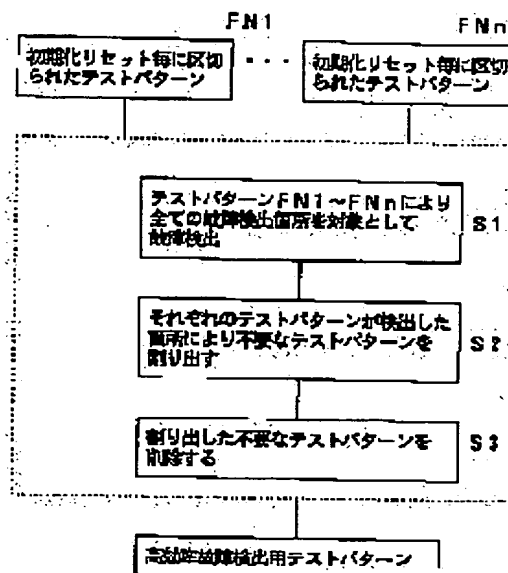 FN1
FNn
初期化リセット毎に区切
られたテストパターン
・・・
初期化リセット毎に区切
られたテストパターン
テストパターンFN1〜FNnにより
全ての故障検出箇所を対象として
故障検出
S1
それぞれのテストパターンが検出した
箇所により不要なテストパターンを
割り出す
S2
割り出した不要なテストパターンを
削除する
S3
高効率故障検出用テストパターン